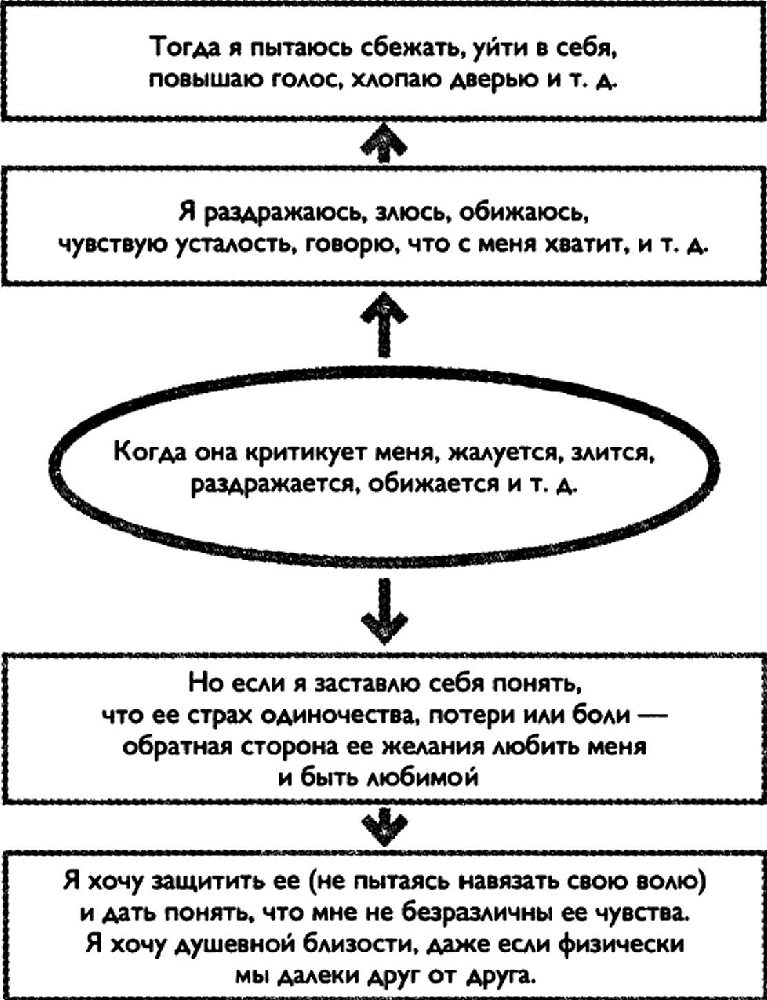 Тогда я пытаюсь сбежать, уйти в себя,
повышаю голос, хлопаю дверью и т. д.
Я раздражаюсь, злюсь, обижаюсь,
чувствую усталость, говорю, что с меня хватит, и т. д.
Когда она критикует меня, жалуется, злится,
раздражается, обижается и т. д.
Но если я заставлю себя понять,
что ее страх одиночества, потери или боли —
обратная сторона ее желания любить меня
и быть любимой
Я хочу защитить ее (не пытаясь навязать свою волю)
и дать понять, что мне не безразличны ее чувства.
Я хочу душевной близости, даже если физически
мы далеки друг от друга.